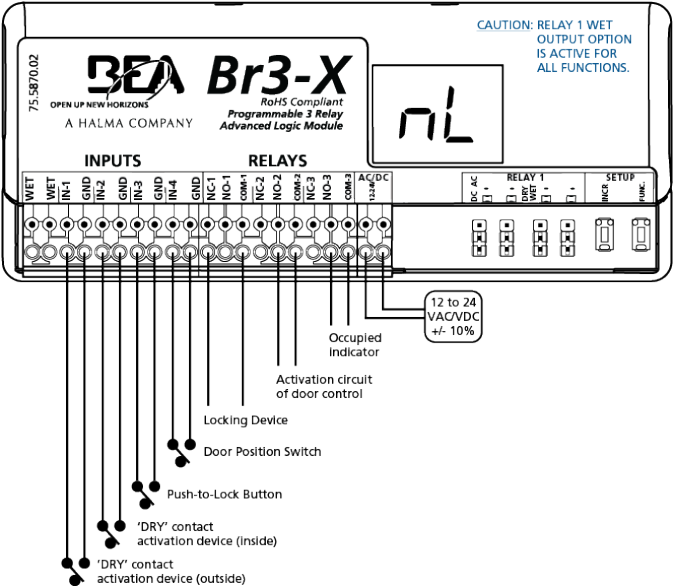 CAUTION: RELAY 1 WET
OUTPUT OPTION
IS ACTIVE FOR
ALL FUNCTIONS.
75.5870.02
BEA
OPEN UP NEW HORIZONS
A HALMA COMPANY
Br3-X
RoHS Compliant
Programmable 3 Relay
Advanced Logic Module
nL
INPUTS
RELAYS
WET
WET
IN-1
GND
IN-2
GND
IN-3
GND
IN-4
GND
NC-1
NO-1
COM-1
NC-2
NO-2
COM-2
NC-3
NO-3
COM-3
AC/DC
12-24V
DC AC
RELAY 1
DRY
WET
SETUP
INCR
FUNC.
12 to 24
VAC/VDC
+/- 10%
Occupied
indicator
Activation circuit
of door control
Locking Device
Door Position Switch
Push-to-Lock Button
'DRY' contact
activation device (inside)
'DRY' contact
activation device (outside)